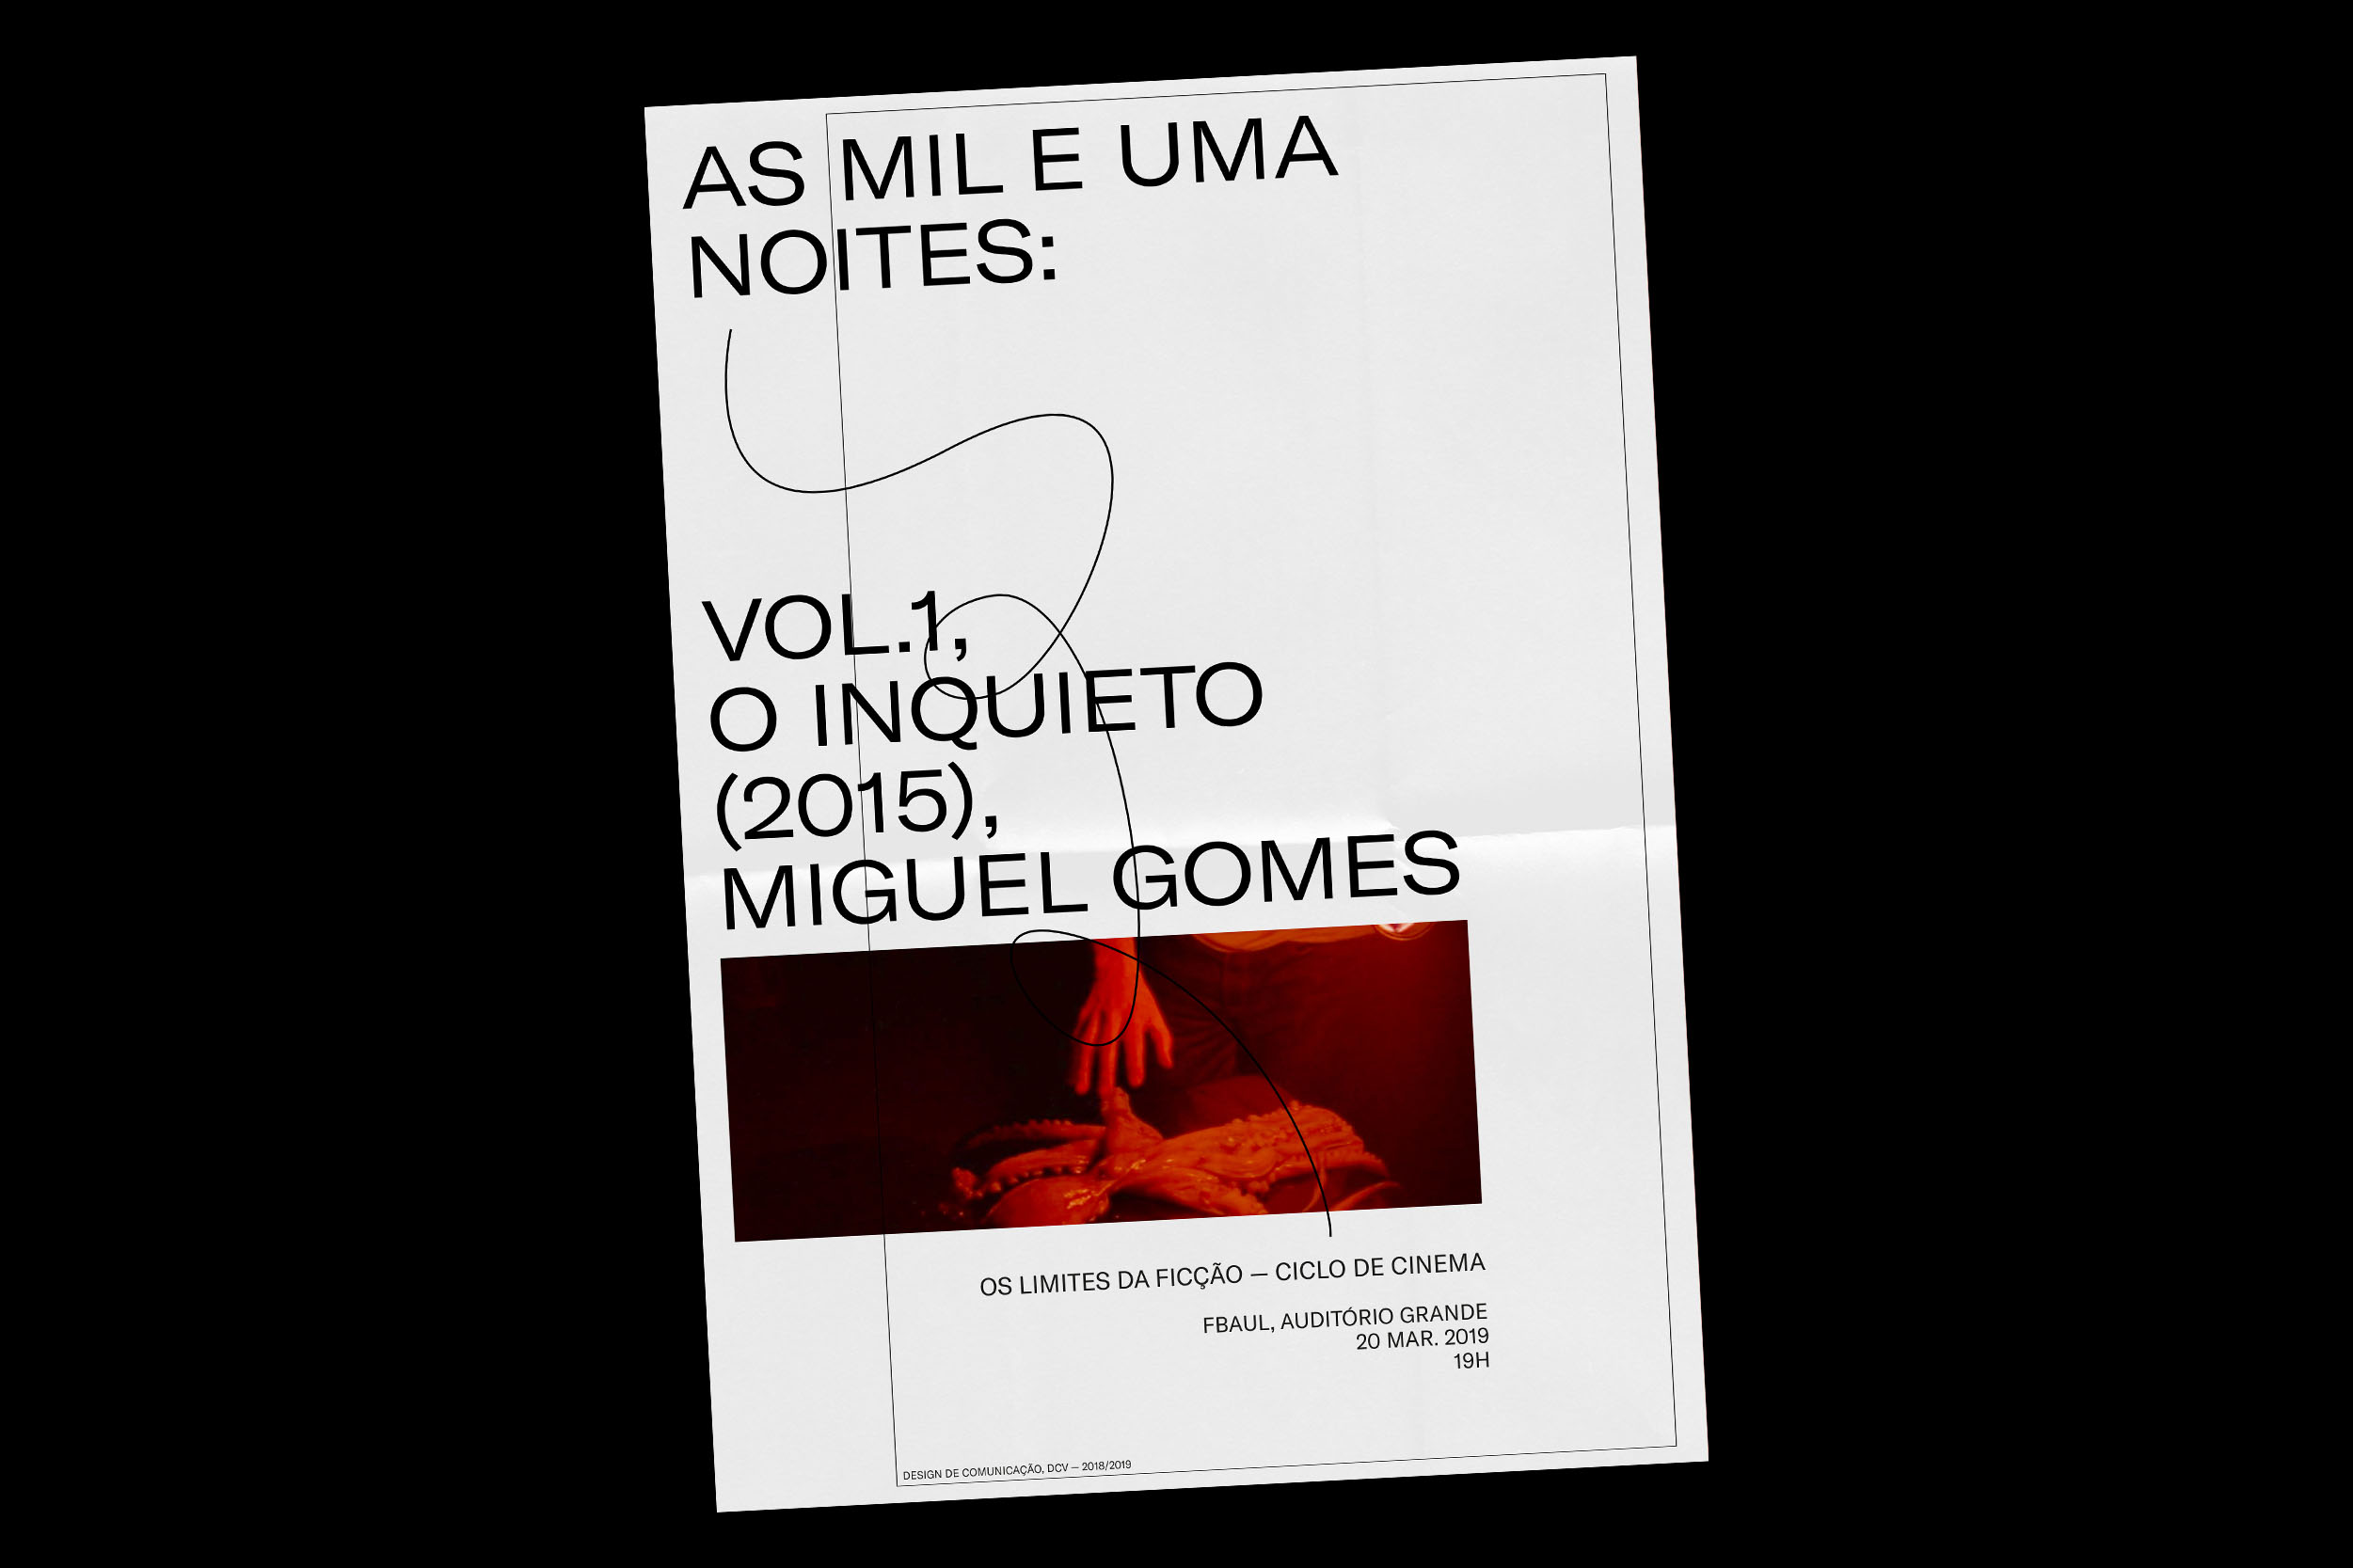 AS MIL E UMA
NOITES:
VOL.1,
O INQUIETO
(2015),
MIGUEL GOMES
OS LIMITES DA FICÇÃO — CICLO DE CINEMA
FBAUL, AUDITÓRIO GRANDE
20 MAR. 2019
19H
DESIGN DE COMUNICAÇÃO, DCV — 2018/2019